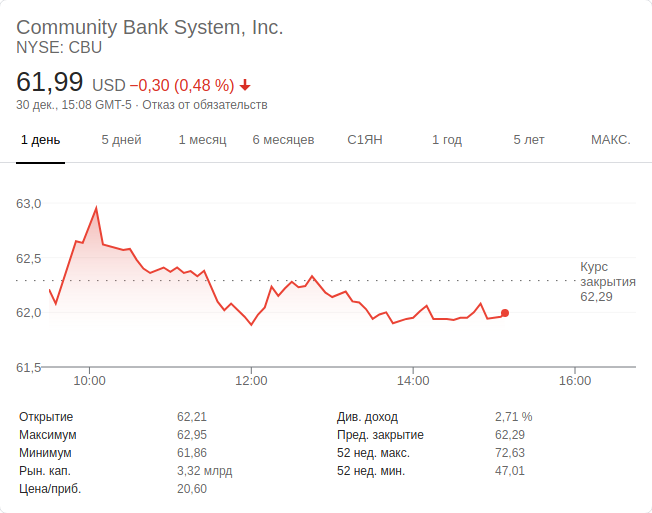 Community Bank System, Inc.
NYSE: CBU
61,99 USD −0,30 (0,48 %)
30 дек., 15:08 GMT-5 · Отказ от обязательств
1 день 5 дней 1 месяц 6 месяцев С1ЯН 1 год 5 лет МАКС.
63,0
62,5
Курс
закрытия
62,29
62,0
61,5
10:00 12:00 14:00 16:00
Открытие 62,21 Див. доход 2,71 %
Максимум 62,95 Пред. закрытие 62,29
Минимум 61,86 52 нед. макс. 72,63
Рын. кап. 3,32 млрд 52 нед. мин. 47,01
Цена/приб. 20,60